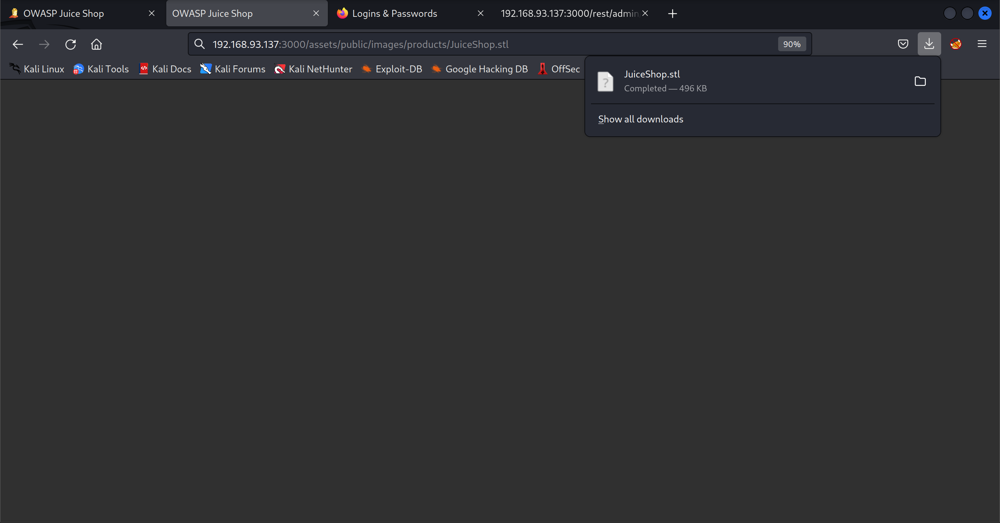 OWASP Juice Shop
OWASP Juice Shop
Logins & Passwords
192.168.93.137:3000/rest/admin
192.168.93.137:3000/assets/public/images/products/JuiceShop.stl
90%
Kali Linux
Kali Tools
Kali Docs
Kali Forums
Kali NetHunter
Exploit-DB
Google Hacking DB
OffSec
JuiceShop.stl
Completed — 496 KB
Show all downloads